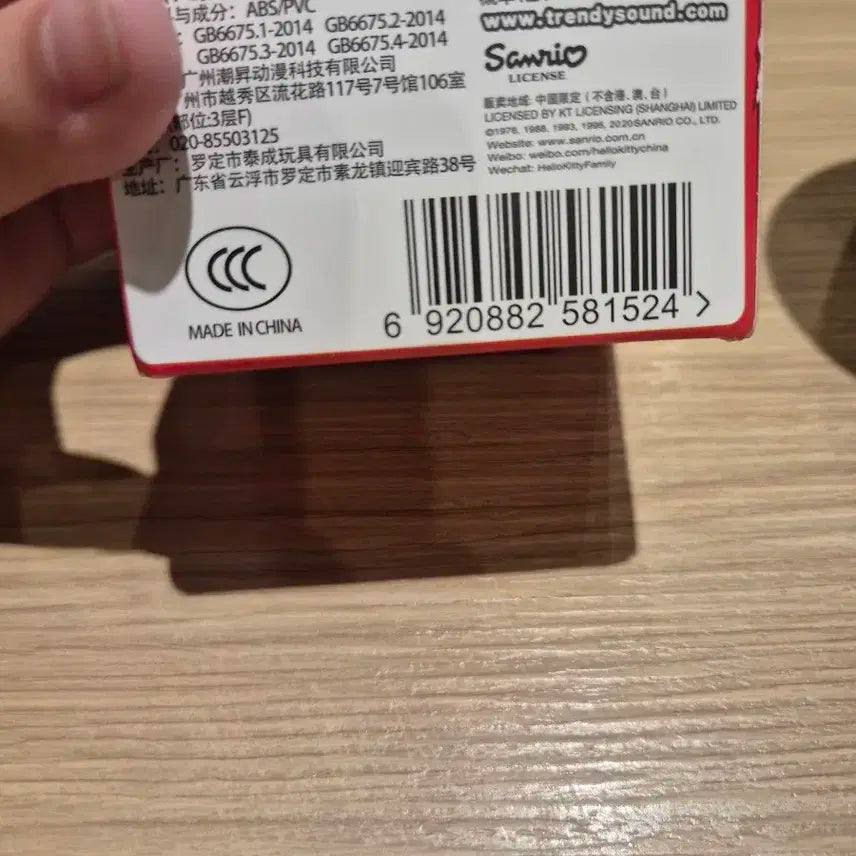 与成分: ABS/PVC
GB6675.1-2014 GB6675.2-2014
GB6675.3-2014 GB6675.4-2014
广州潮昇动漫科技有限公司
州市越秀区流花路117号7号馆106室
部位:3层F)
020-85503125
生产厂: 罗定市泰成玩具有限公司
地址: 广东省云浮市罗定市素龙镇迎宾路38号
CCC
MADE IN CHINA
www.trendysound.com
Sanrio
LICENSE
贩卖地域: 中国限定 (不含港、澳、台)
LICENSED BY KT LICENSING (SHANGHAI) LIMITED
©1976, 1988, 1993, 1996, 2020 SANRIO CO., LTD.
Website: www.sanrio.com.cn
Weibo: weibo.com/hellokittychina
Wechat: HelloKittyFamily
6 920882 581524 >